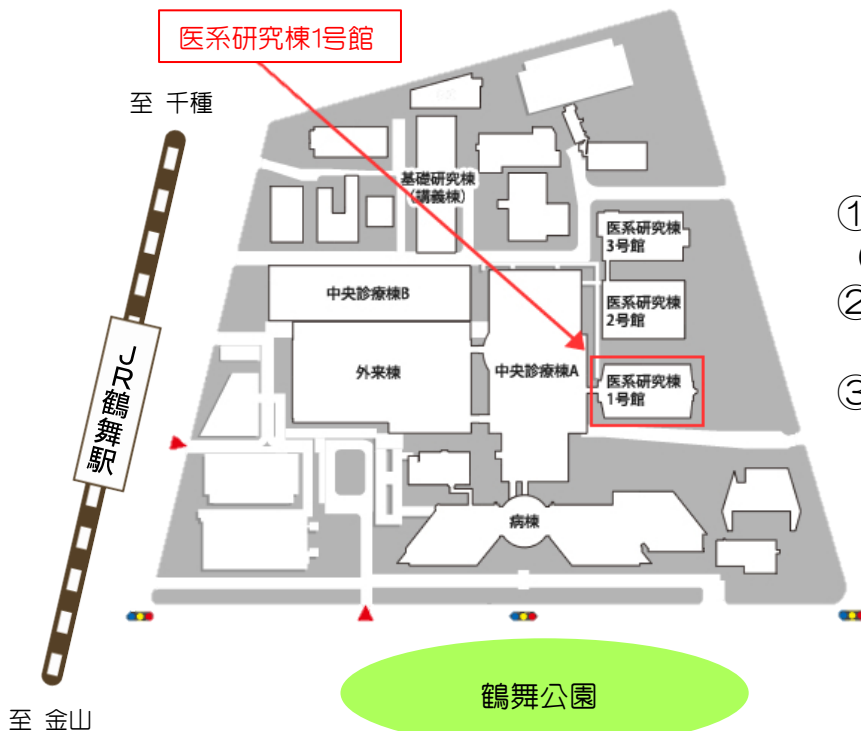 医系研究棟1号館
至 千種
基礎研究棟
(講義棟)
医系研究棟
3号館
①
(
中央診療棟B
医系研究棟
2号館
②
JR鶴舞駅
外来棟
中央診療棟A
医系研究棟
1号館
③
病棟
鶴舞公園
至 金山